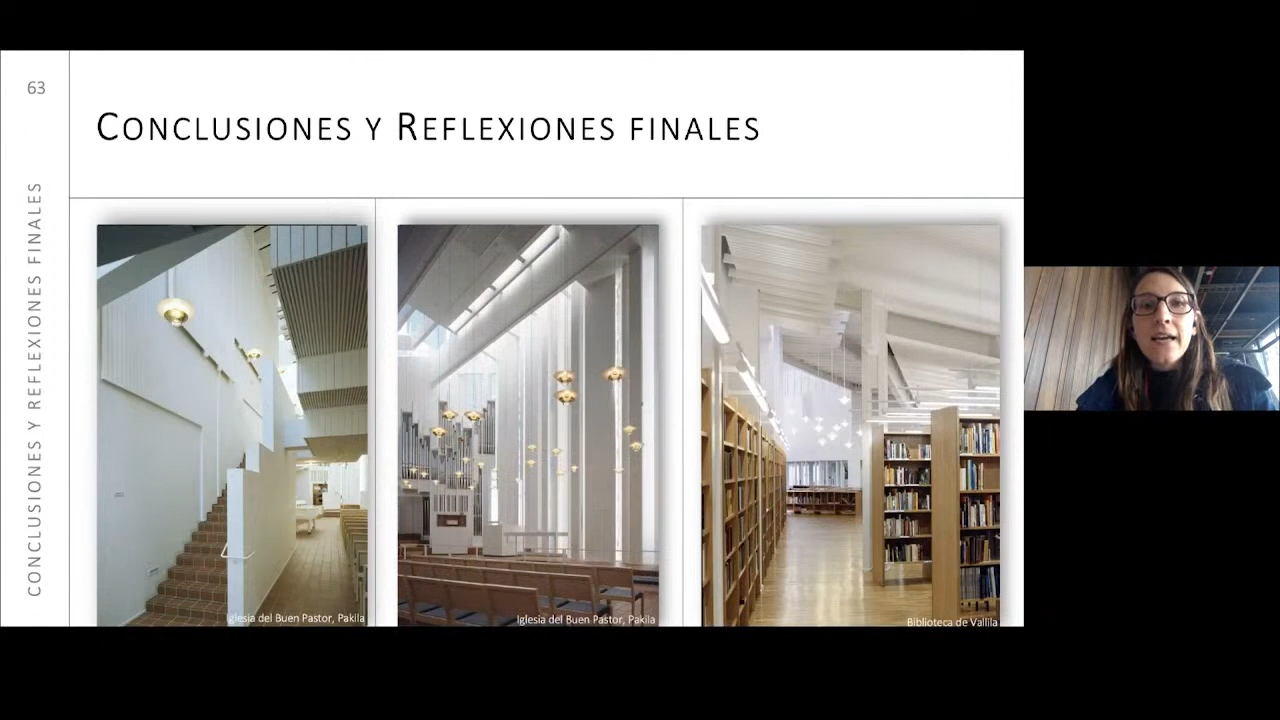 63
CONCLUSIONES Y REFLEXIONES FINALES
CONCLUSIONES Y REFLEXIONES FINALES
Iglesia del Buen Pastor, Pakila
Iglesia del Buen Pastor, Pakila
Biblioteca de Vallila